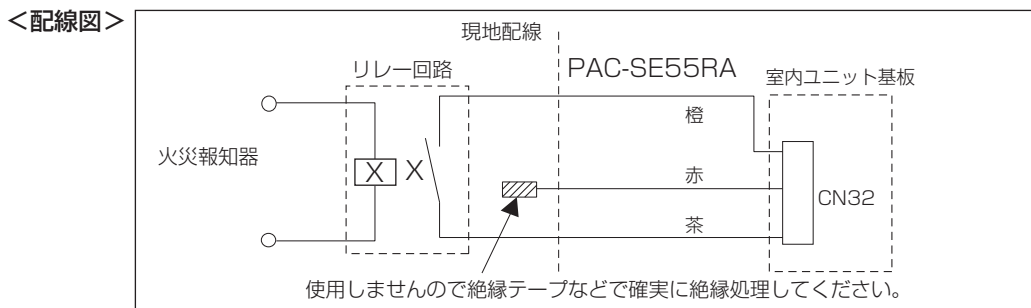 <配線図>
現地配線
リレー回路
PAC-SE55RA
室内ユニット基板
橙
火災報知器
X
X
赤
CN32
茶
使用しませんので絶縁テープなどで確実に絶縁処理してください。